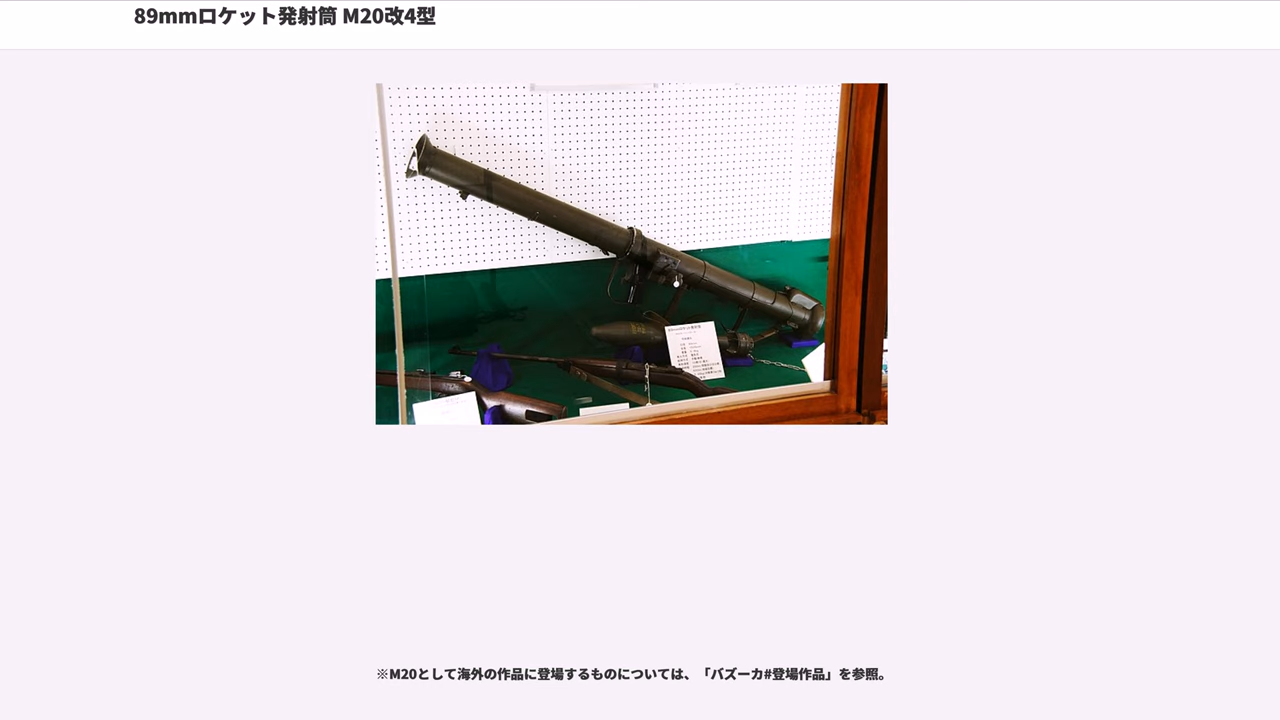 89mmロケット発射筒 M20改4型
※M20として海外の作品に登場するものについては、「バズーカ#登場作品」を参照。